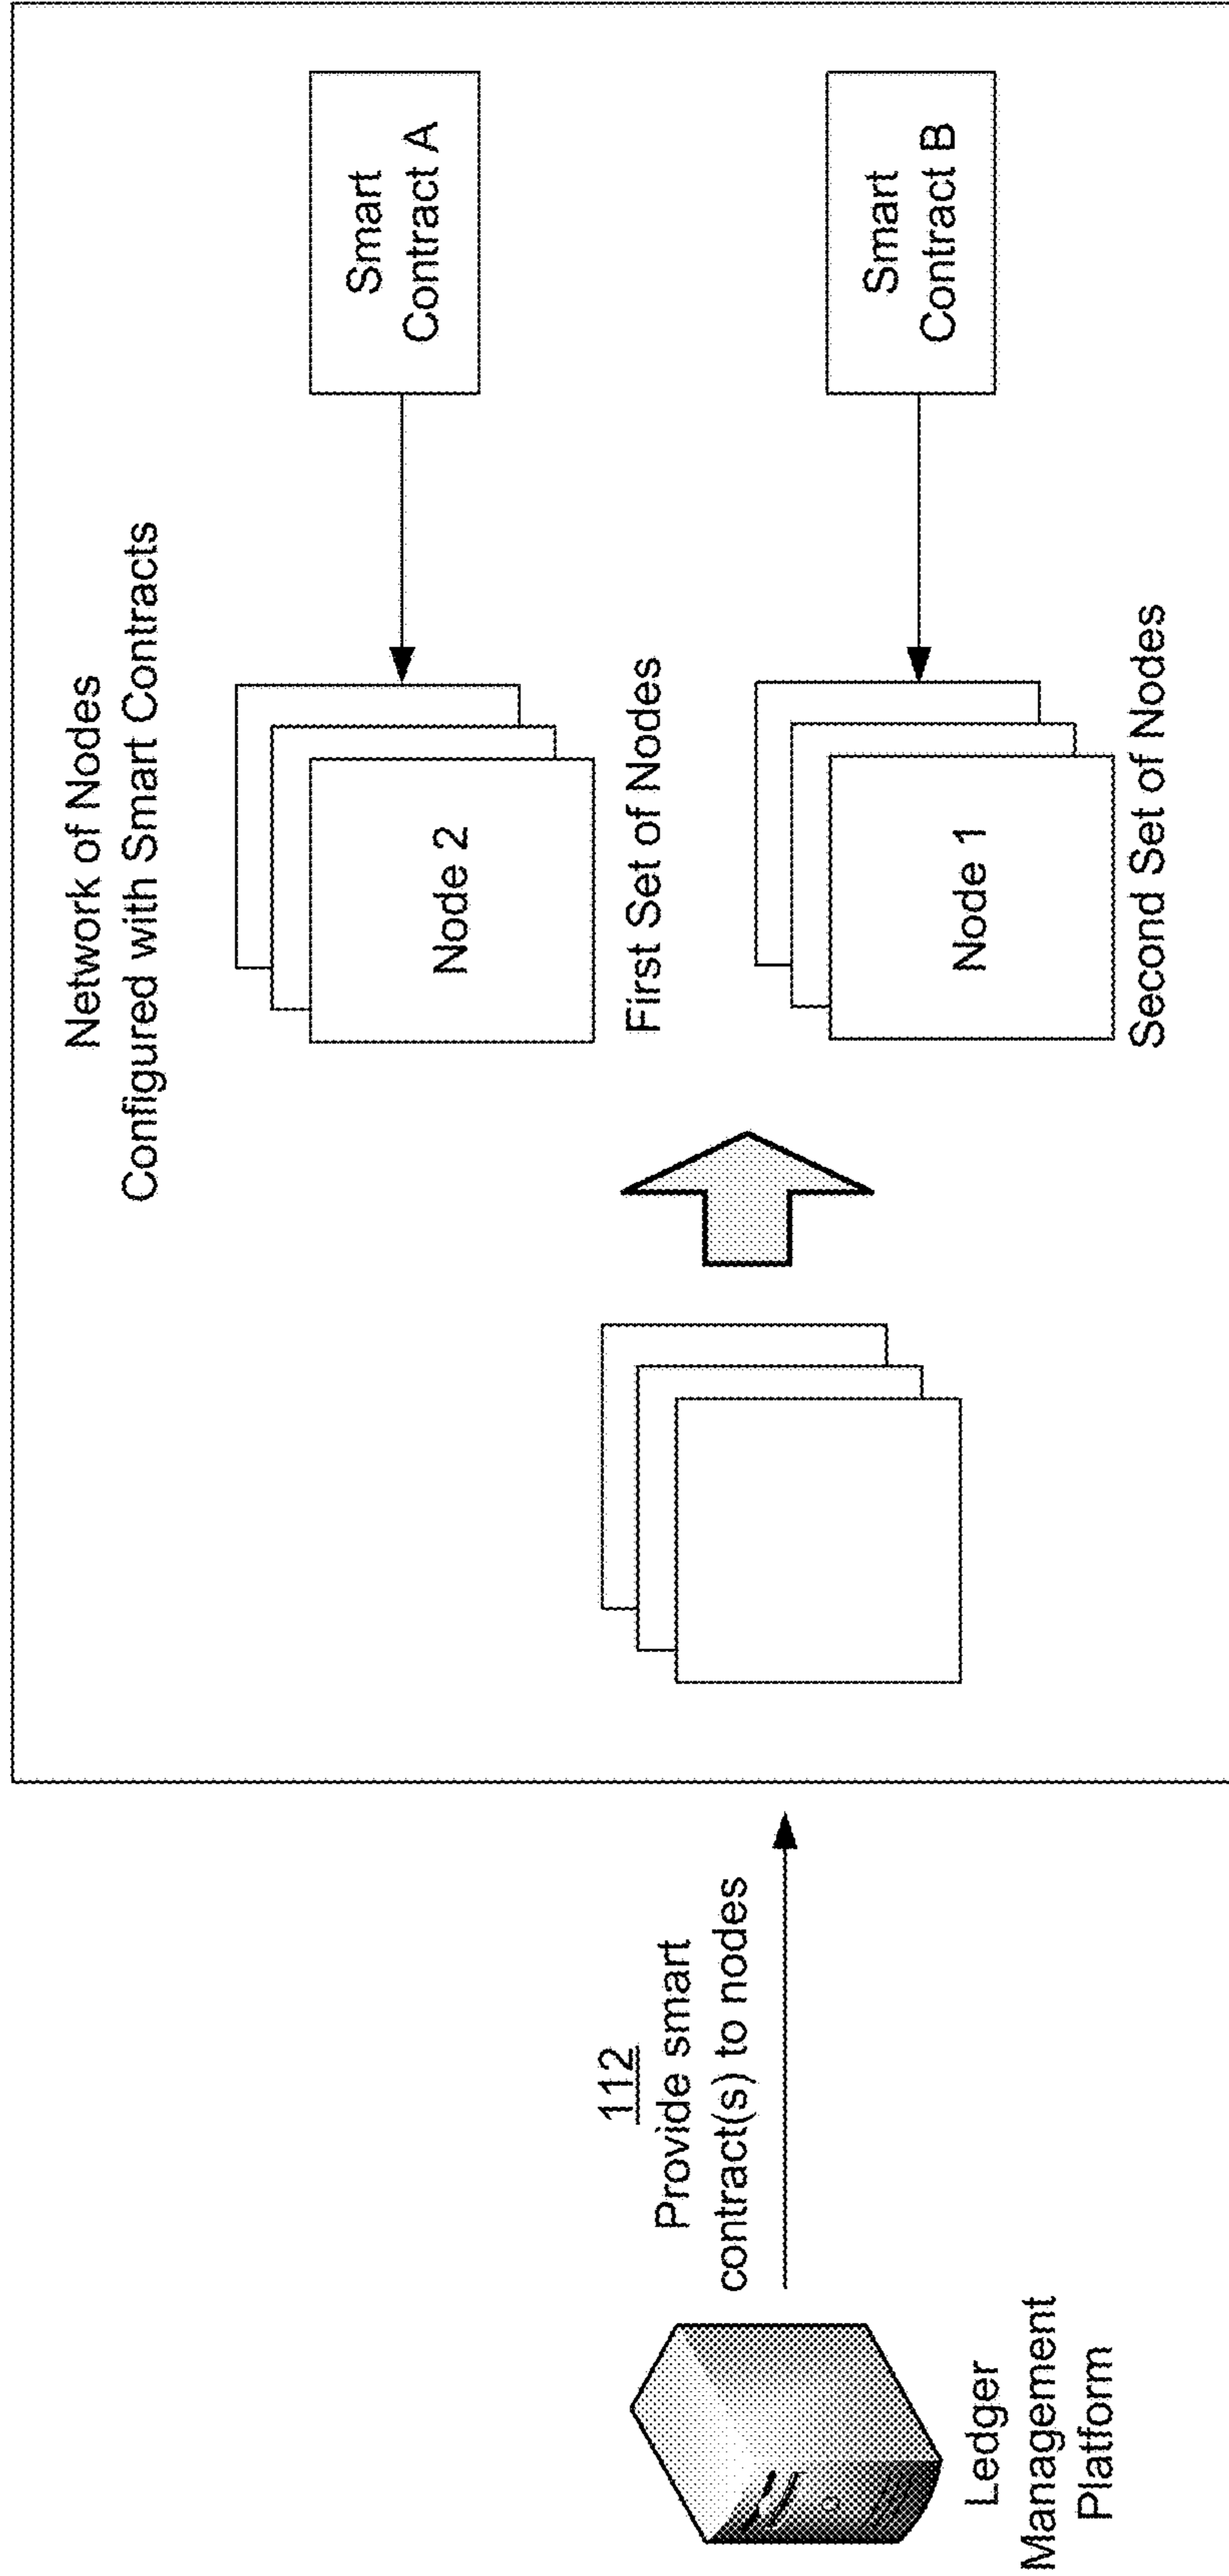 Network of Nodes
Configured with Smart Contracts
Node 2
Smart
Contract A
First Set of Nodes
112
Provide smart
contract(s) to nodes
Node 1
Smart
Contract B
Ledger
Management
Platform
Second Set of Nodes